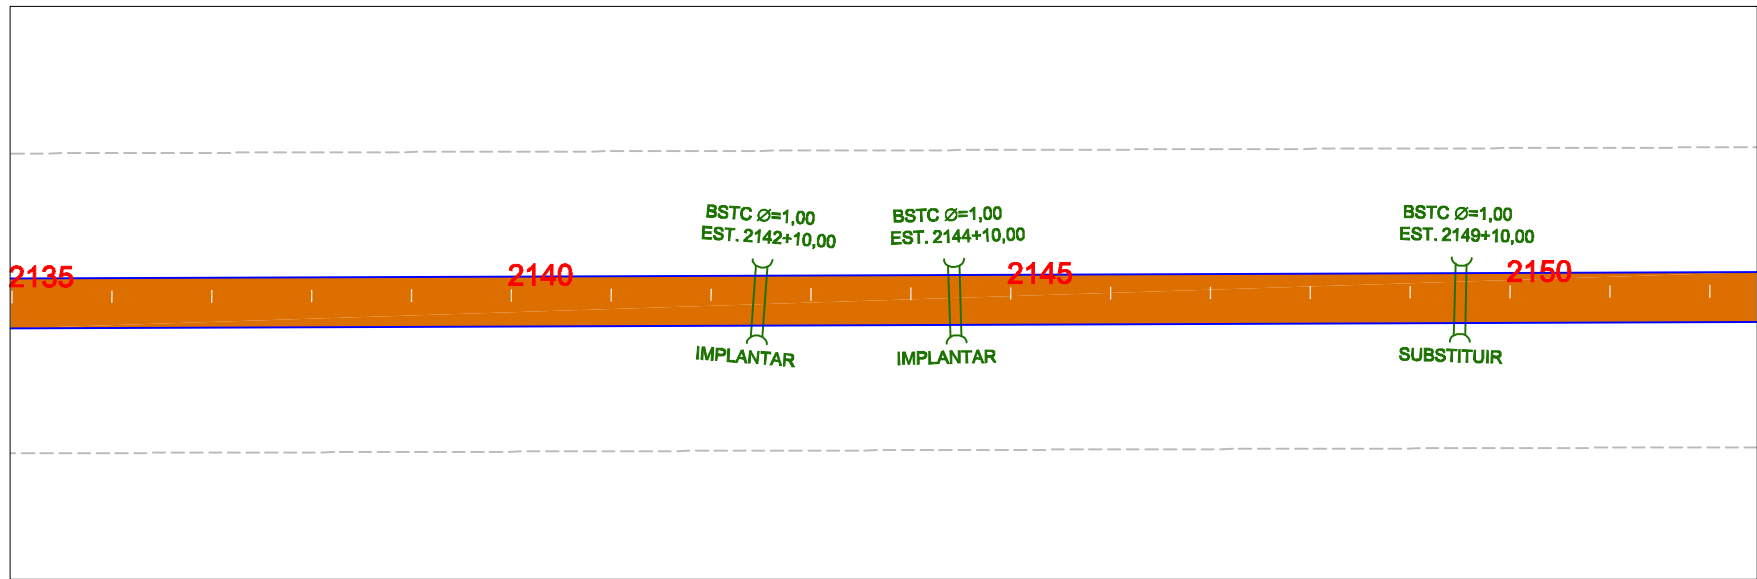 BSTC Ø=1,00
EST. 2142+10,00
BSTC Ø=1,00
EST. 2144+10,00
BSTC Ø=1,00
EST. 2149+10,00
2135
2140
2145
2150
IMPLANTAR
IMPLANTAR
SUBSTITUIR